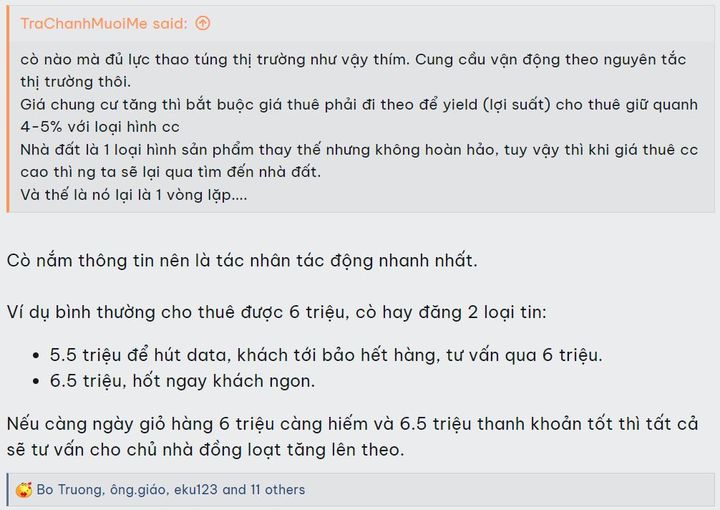 TraChanhMuoiMe said:
cò nào mà đủ lực thao túng thị trường như vậy thím. Cung cầu vận động theo nguyên tắc
thị trường thôi.
Giá chung cư tăng thì bắt buộc giá thuê phải đi theo để yield (lợi suất) cho thuê giữ quanh
4-5% với loại hình cc
Nhà đất là 1 loại hình sản phẩm thay thế nhưng không hoàn hảo, tuy vậy thì khi giá thuê cc
cao thì ng ta sẽ lại qua tìm đến nhà đất.
Và thế là nó lại là 1 vòng lặp....
Cò nắm thông tin nên là tác nhân tác động nhanh nhất.
Ví dụ bình thường cho thuê được 6 triệu, cò hay đăng 2 loại tin:
• 5.5 triệu để hút data, khách tới bảo hết hàng, tư vấn qua 6 triệu.
• 6.5 triệu, hốt ngay khách ngon.
Nếu càng ngày giỏ hàng 6 triệu càng hiếm và 6.5 triệu thanh khoản tốt thì tất cả
sẽ tư vấn cho chủ nhà đồng loạt tăng lên theo.
Bo Truong, ông.giáo, eku123 and 11 others